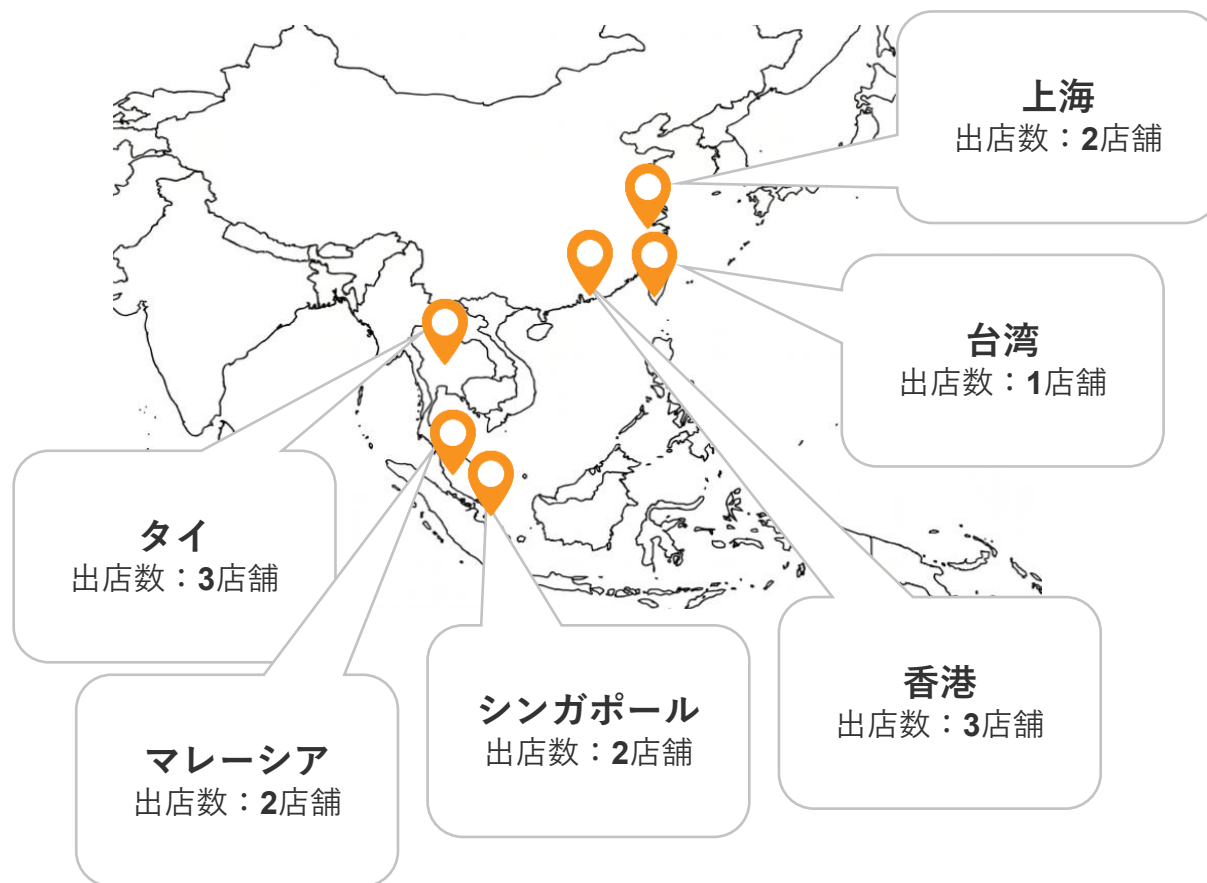 上海
出店数：2店舗
台湾
出店数：1店舗
タイ
出店数：3店舗
香港
出店数：3店舗
シンガポール
出店数：2店舗
マレーシア
出店数：2店舗